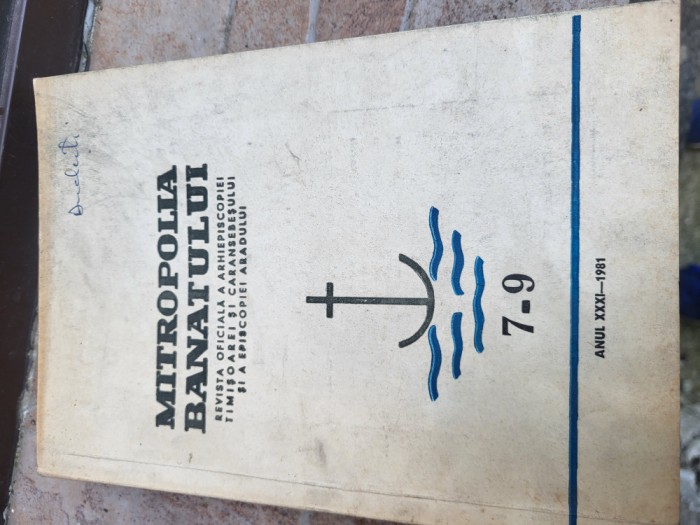 MITROPOLIA
BANATULUI
REVISTA OFICIALĂ A ARHIEPISCOPIEI
TIMIȘOAREI ȘI CARANSEBEȘULUI
ȘI A EPISCOPIEI ARADULUI
7-9
ANUL XXXI—1981